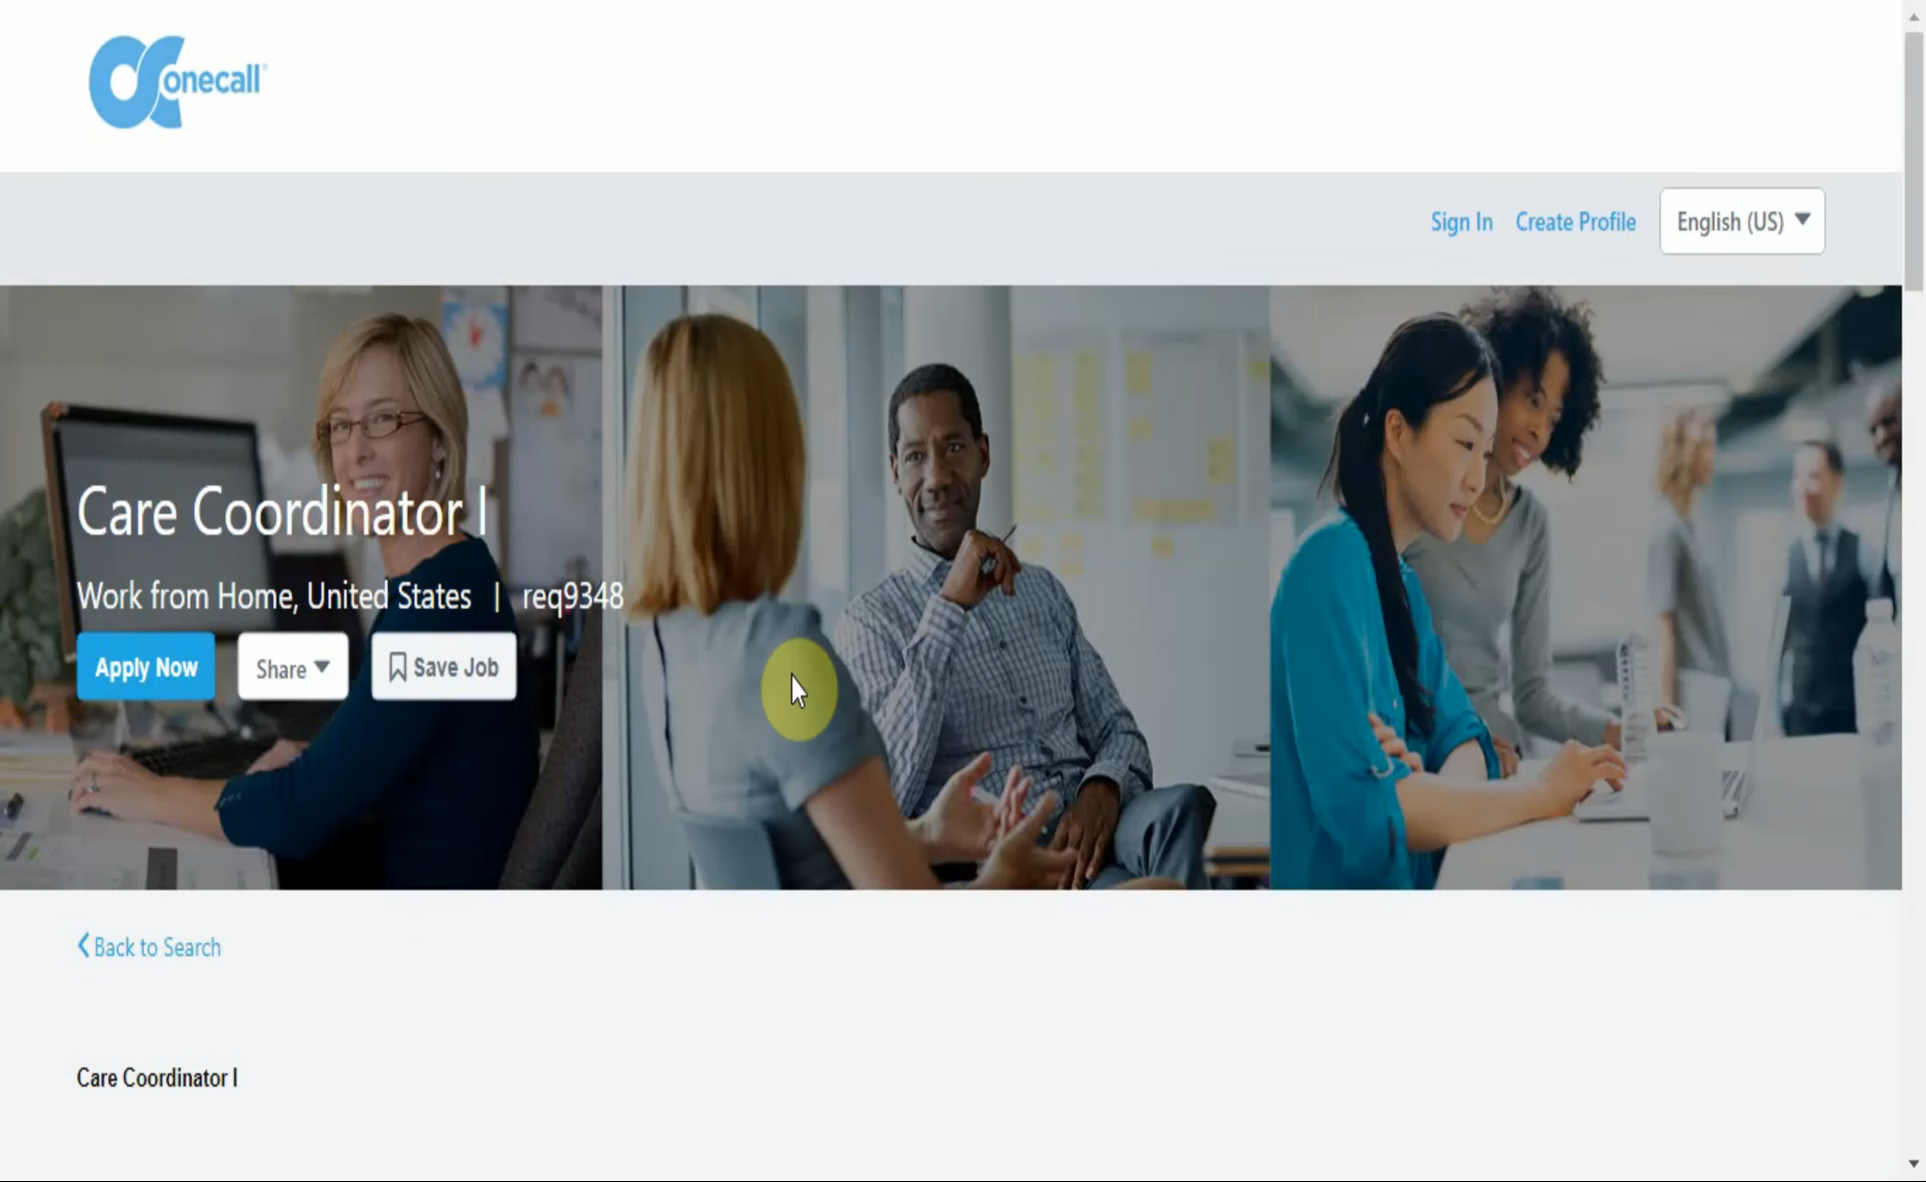 onecall
Sign In Create Profile English (US)
Care Coordinator I
Work from Home, United States | req9348
Apply Now Share Save Job
Back to Search
Care Coordinator I